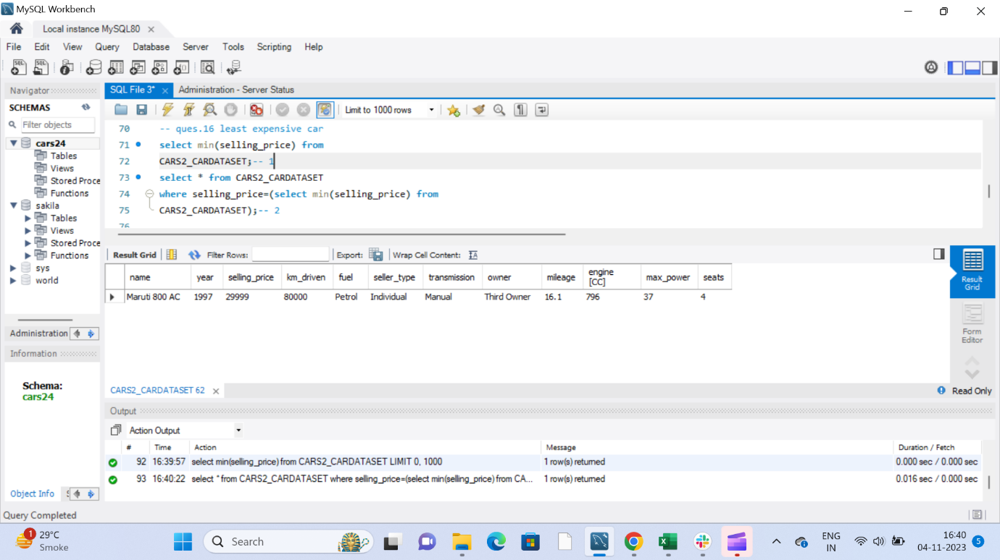 MySQL Workbench
Local instance MySQL80
File Edit View Query Database Server Tools Scripting Help
Navigator
SQL File 3* Administration - Server Status
SCHEMAS
Filter objects
Limit to 1000 rows
cars24
Tables
Views
Stored Proce
Functions
sakila
Tables
Views
Stored Proce
Functions
sys
world
70 -- ques.16 least expensive car
71 select min(selling_price) from
72 CARS2_CARDATASET;-- 1
73 select * from CARS2_CARDATASET
74 where selling_price=(select min(selling_price) from
75 CARS2_CARDATASET);-- 2
76
Result Grid Filter Rows: Export: Wrap Cell Content:
name year selling_price km_driven fuel seller_type transmission owner mileage engine [CC] max_power seats
Maruti 800 AC 1997 29999 80000 Petrol Individual Manual Third Owner 16.1 796 37 4
Result Grid
Form Editor
Administration
Information
Schema:
cars24
CARS2_CARDATASET 62
Read Only
Output
Action Output
# Time Action Message Duration / Fetch
92 16:39:57 select min(selling_price) from CARS2_CARDATASET LIMIT 0, 1000 1 row(s) returned 0.000 sec / 0.000 sec
93 16:40:22 select * from CARS2_CARDATASET where selling_price=(select min(selling_price) from CA... 1 row(s) returned 0.016 sec / 0.000 sec
Object Info
Query Completed
1
29°C
Smoke
Search
ENG
IN
16:40
04-11-2023
5